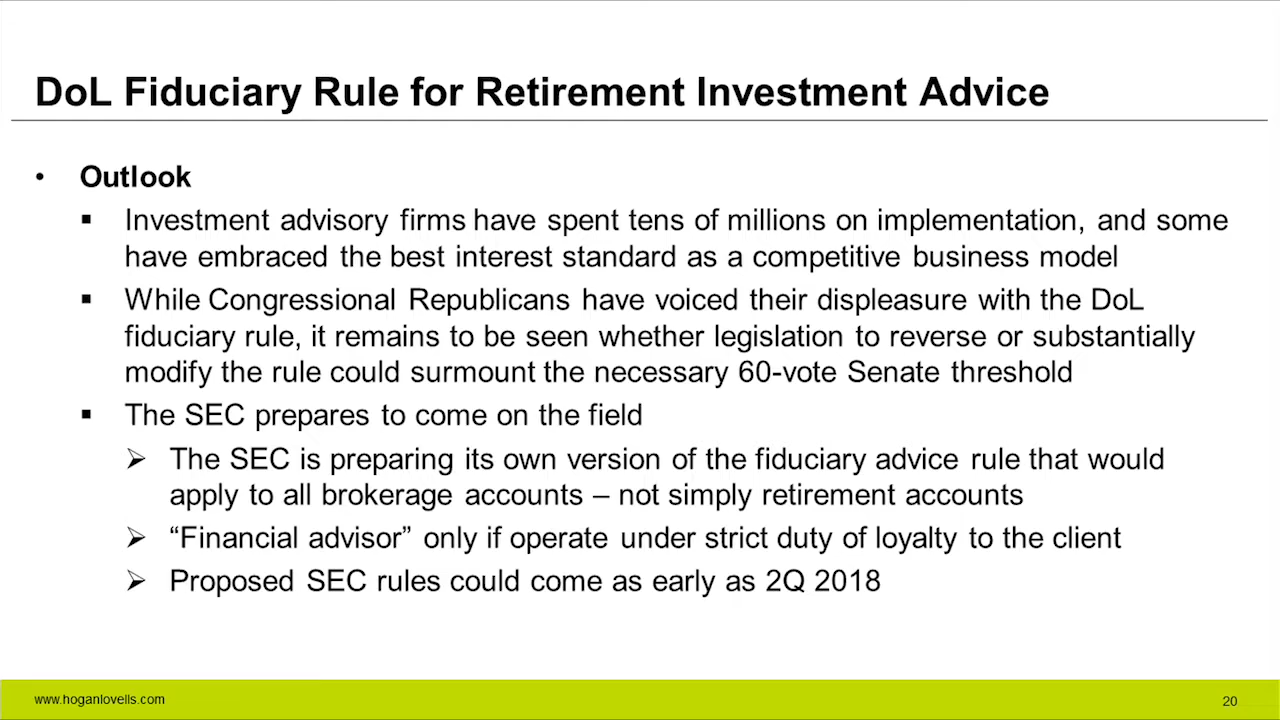 DoL Fiduciary Rule for Retirement Investment Advice
• Outlook
▪ Investment advisory firms have spent tens of millions on implementation, and some
have embraced the best interest standard as a competitive business model
▪ While Congressional Republicans have voiced their displeasure with the DoL
fiduciary rule, it remains to be seen whether legislation to reverse or substantially
modify the rule could surmount the necessary 60-vote Senate threshold
▪ The SEC prepares to come on the field
➢ The SEC is preparing its own version of the fiduciary advice rule that would
apply to all brokerage accounts – not simply retirement accounts
➢ “Financial advisor” only if operate under strict duty of loyalty to the client
➢ Proposed SEC rules could come as early as 2Q 2018
www.hoganlovells.com
20